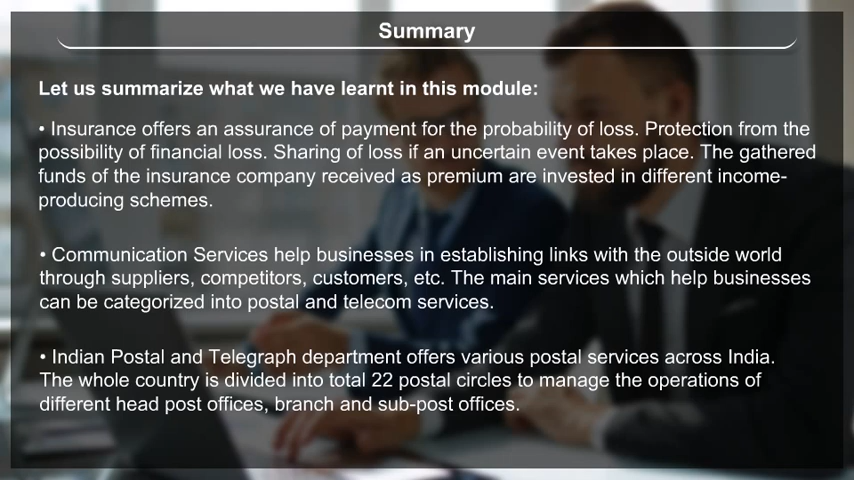 Summary
Let us summarize what we have learnt in this module:
• Insurance offers an assurance of payment for the probability of loss. Protection from the
possibility of financial loss. Sharing of loss if an uncertain event takes place. The gathered
funds of the insurance company received as premium are invested in different income-
producing schemes.
• Communication Services help businesses in establishing links with the outside world
through suppliers, competitors, customers, etc. The main services which help businesses
can be categorized into postal and telecom services.
• Indian Postal and Telegraph department offers various postal services across India.
The whole country is divided into total 22 postal circles to manage the operations of
different head post offices, branch and sub-post offices.